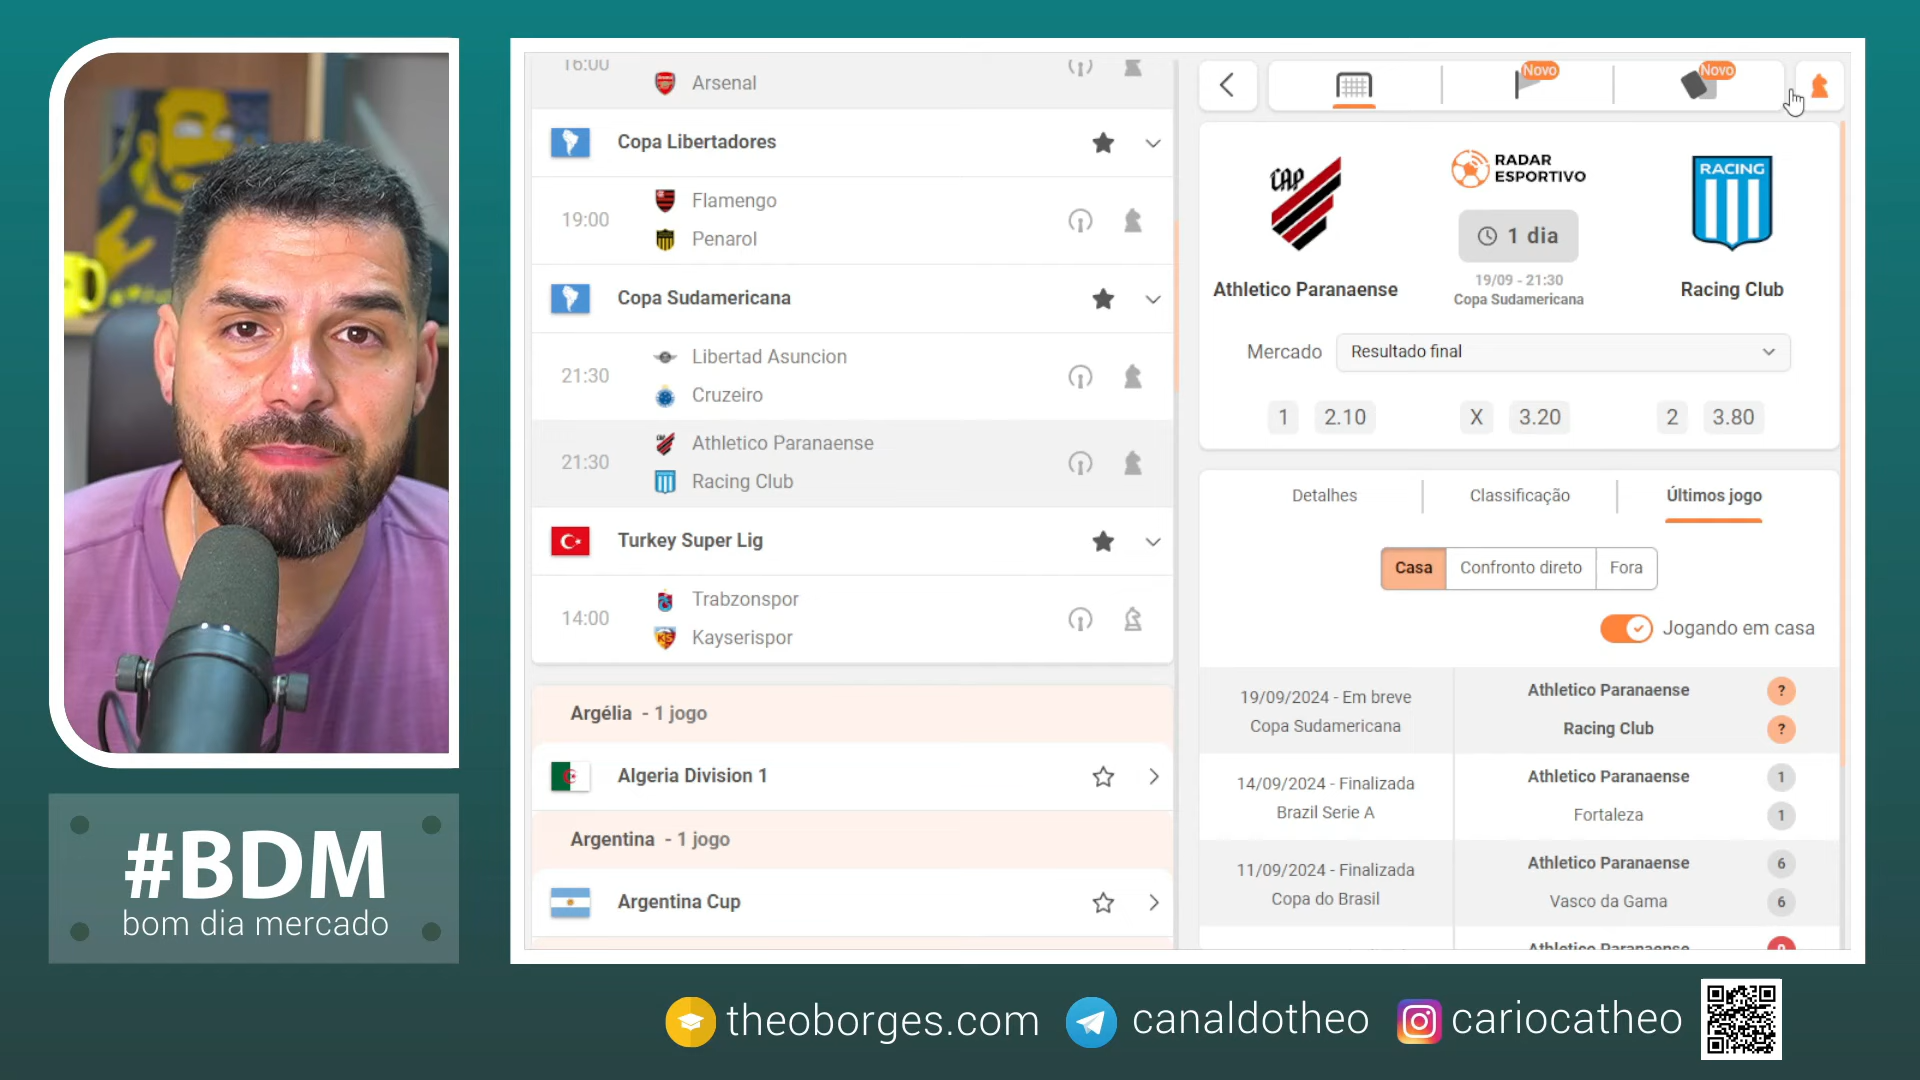 16:00
Arsenal
Copa Libertadores
19:00
Flamengo
Penarol
Copa Sudamericana
21:30
Libertad Asuncion
Cruzeiro
21:30
Athletico Paranaense
Racing Club
Turkey Super Lig
14:00
Trabzonspor
Kayserispor
Argélia - 1 jogo
Algeria Division 1
Argentina - 1 jogo
Argentina Cup
Novo
Novo
CAP
RADAR
ESPORTIVO
RACING
1 dia
19/09 - 21:30
Copa Sudamericana
Athletico Paranaense
Racing Club
Mercado
Resultado final
1 2.10 X 3.20 2 3.80
Detalhes
Classificação
Últimos jogo
Casa
Confronto direto
Fora
Jogando em casa
19/09/2024 - Em breve
Copa Sudamericana
Athletico Paranaense ?
Racing Club ?
14/09/2024 - Finalizada
Brazil Serie A
Athletico Paranaense 1
Fortaleza 1
11/09/2024 - Finalizada
Copa do Brasil
Athletico Paranaense 6
Vasco da Gama 6
Athletico Paranaense
#BDM
bom dia mercado
theoborges.com
canaldotheo
cariocatheo